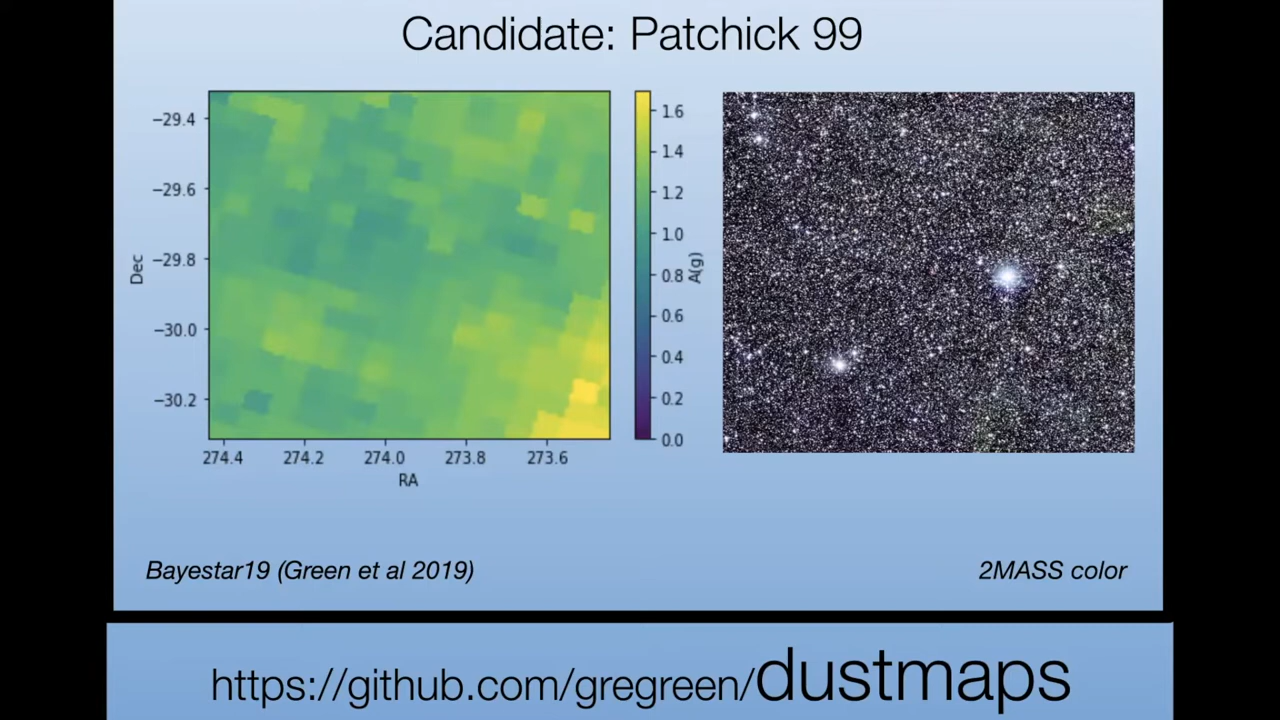 Candidate: Patchick 99
−29.4
−29.6
−29.8
−30.0
−30.2
Dec
274.4 274.2 274.0 273.8 273.6
RA
1.6
1.4
1.2
1.0
0.8
0.6
0.4
0.2
0.0
A(g)
Bayestar19 (Green et al 2019)
2MASS color
https://github.com/gregreen/dustmaps